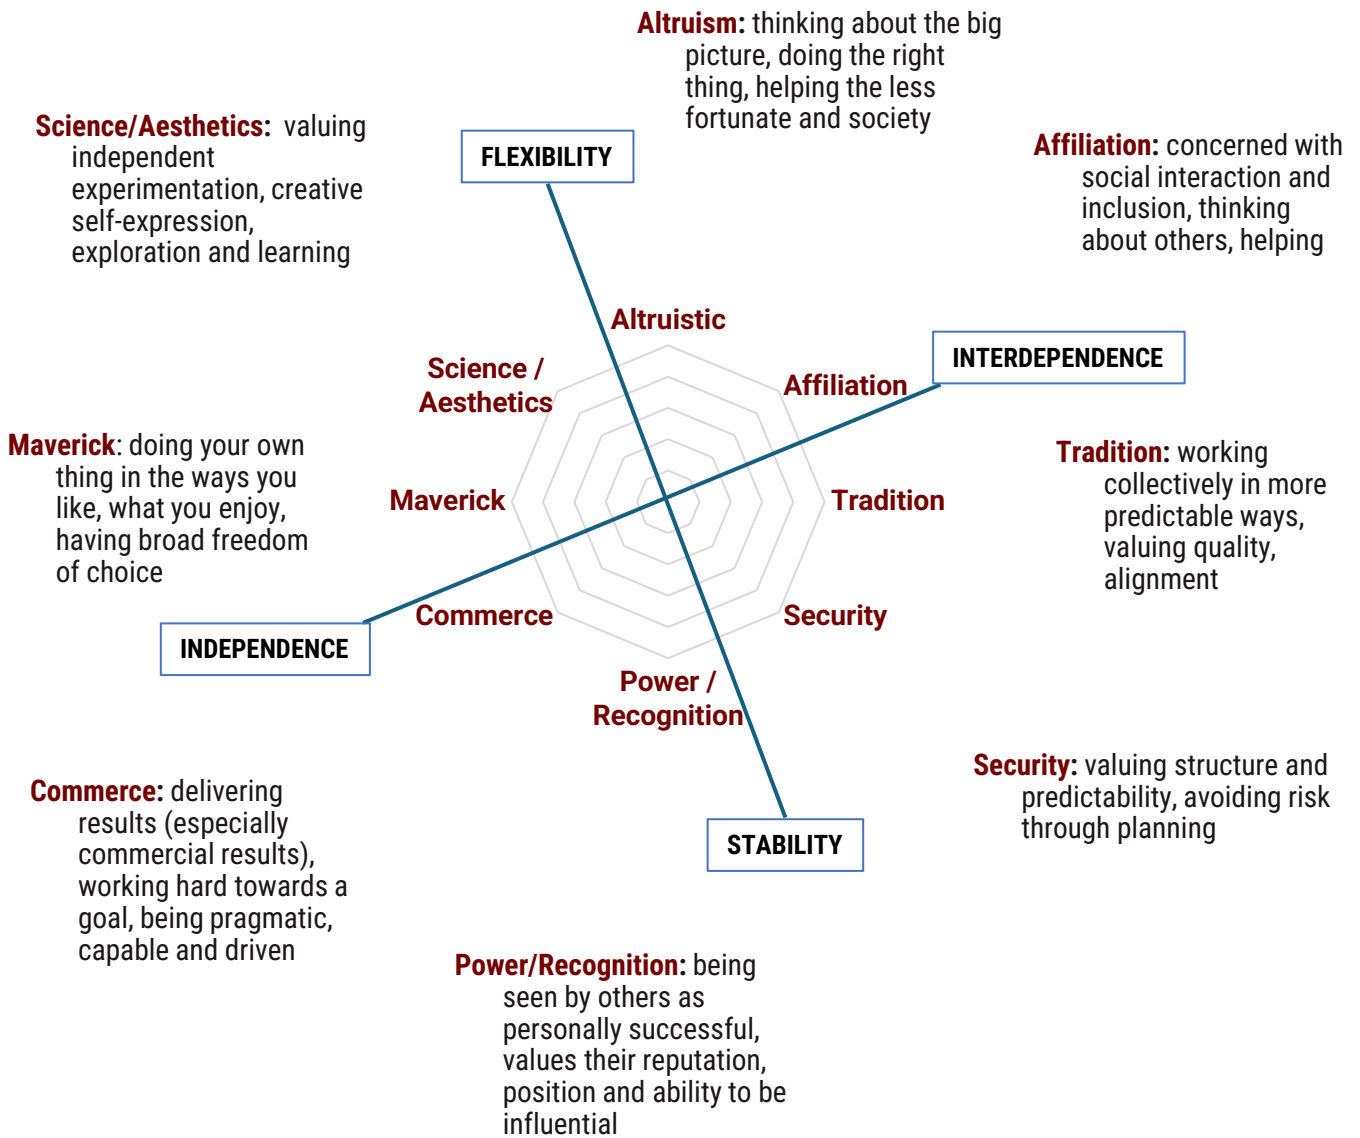 Altruism: thinking about the big
picture, doing the right
thing, helping the less
fortunate and society
Science/Aesthetics:  valuing
independent
experimentation, creative
self-expression,
exploration and learning
FLEXIBILITY
Affiliation: concerned with
social interaction and
inclusion, thinking
about others, helping
Altruistic
INTERDEPENDENCE
Science /
Aesthetics
Affiliation
Maverick: doing your own
thing in the ways you
like, what you enjoy,
having broad freedom
of choice
Maverick
Tradition
Tradition: working
collectively in more
predictable ways,
valuing quality,
alignment
Commerce
Security
INDEPENDENCE
Power /
Recognition
Commerce: delivering
results (especially
commercial results),
working hard towards a
goal, being pragmatic,
capable and driven
STABILITY
Security: valuing structure and
predictability, avoiding risk
through planning
Power/Recognition: being
seen by others as
personally successful,
values their reputation,
position and ability to be
influential